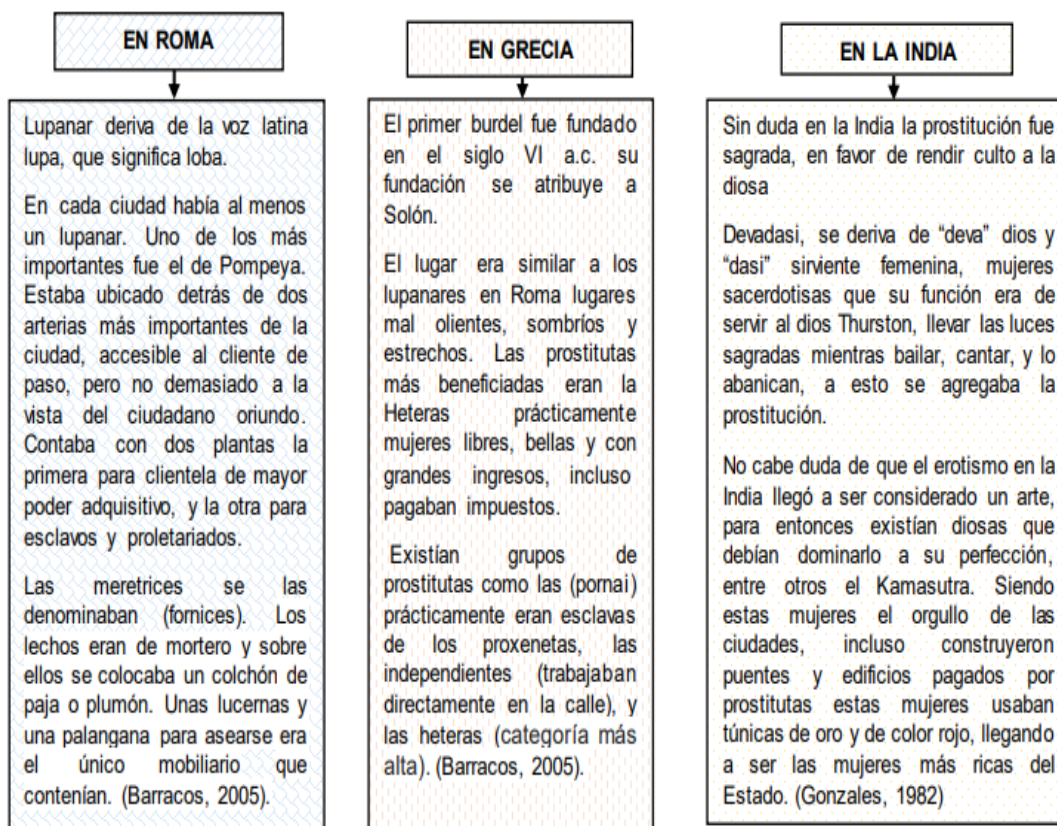 EN ROMA
Lupanar deriva de la voz latina
lupa, que significa loba.
En cada ciudad había al menos
un lupanar. Uno de los más
importantes fue el de Pompeya.
Estaba ubicado detrás de dos
arterias más importantes de la
ciudad, accesible al cliente de
paso, pero no demasiado a la
vista del ciudadano oriundo.
Contaba con dos plantas la
primera para clientela de mayor
poder adquisitivo, y la otra para
esclavos y proletariados.
Las meretrices se las
denominaban (fornices). Los
lechos eran de mortero y sobre
ellos se colocaba un colchón de
paja o plumón. Unas lucernas y
una palangana para asearse era
el único mobiliario que
contenían. (Barracos, 2005).
EN GRECIA
El primer burdel fue fundado
en el siglo VI a.c. su
fundación se atribuye a
Solón.
El lugar era similar a los
lupanares en Roma lugares
mal olientes, sombríos y
estrechos. Las prostitutas
más beneficiadas eran la
Heteras prácticamente
mujeres libres, bellas y con
grandes ingresos, incluso
pagaban impuestos.
Existían grupos de
prostitutas como las (pornai)
prácticamente eran esclavas
de los proxenetas, las
independientes (trabajaban
directamente en la calle), y
las heteras (categoría más
alta). (Barracos, 2005).
EN LA INDIA
Sin duda en la India la prostitución fue
sagrada, en favor de rendir culto a la
diosa
Devadasi, se deriva de “deva” dios y
“dasi” sirviente femenina, mujeres
sacerdotisas que su función era de
servir al dios Thurston, llevar las luces
sagradas mientras bailar, cantar, y lo
abanican, a esto se agregaba la
prostitución.
No cabe duda de que el erotismo en la
India llegó a ser considerado un arte,
para entonces existían diosas que
debían dominarlo a su perfección,
entre otros el Kamasutra. Siendo
estas mujeres el orgullo de las
ciudades, incluso construyeron
puentes y edificios pagados por
prostitutas estas mujeres usaban
túnicas de oro y de color rojo, llegando
a ser las mujeres más ricas del
Estado. (Gonzales, 1982)